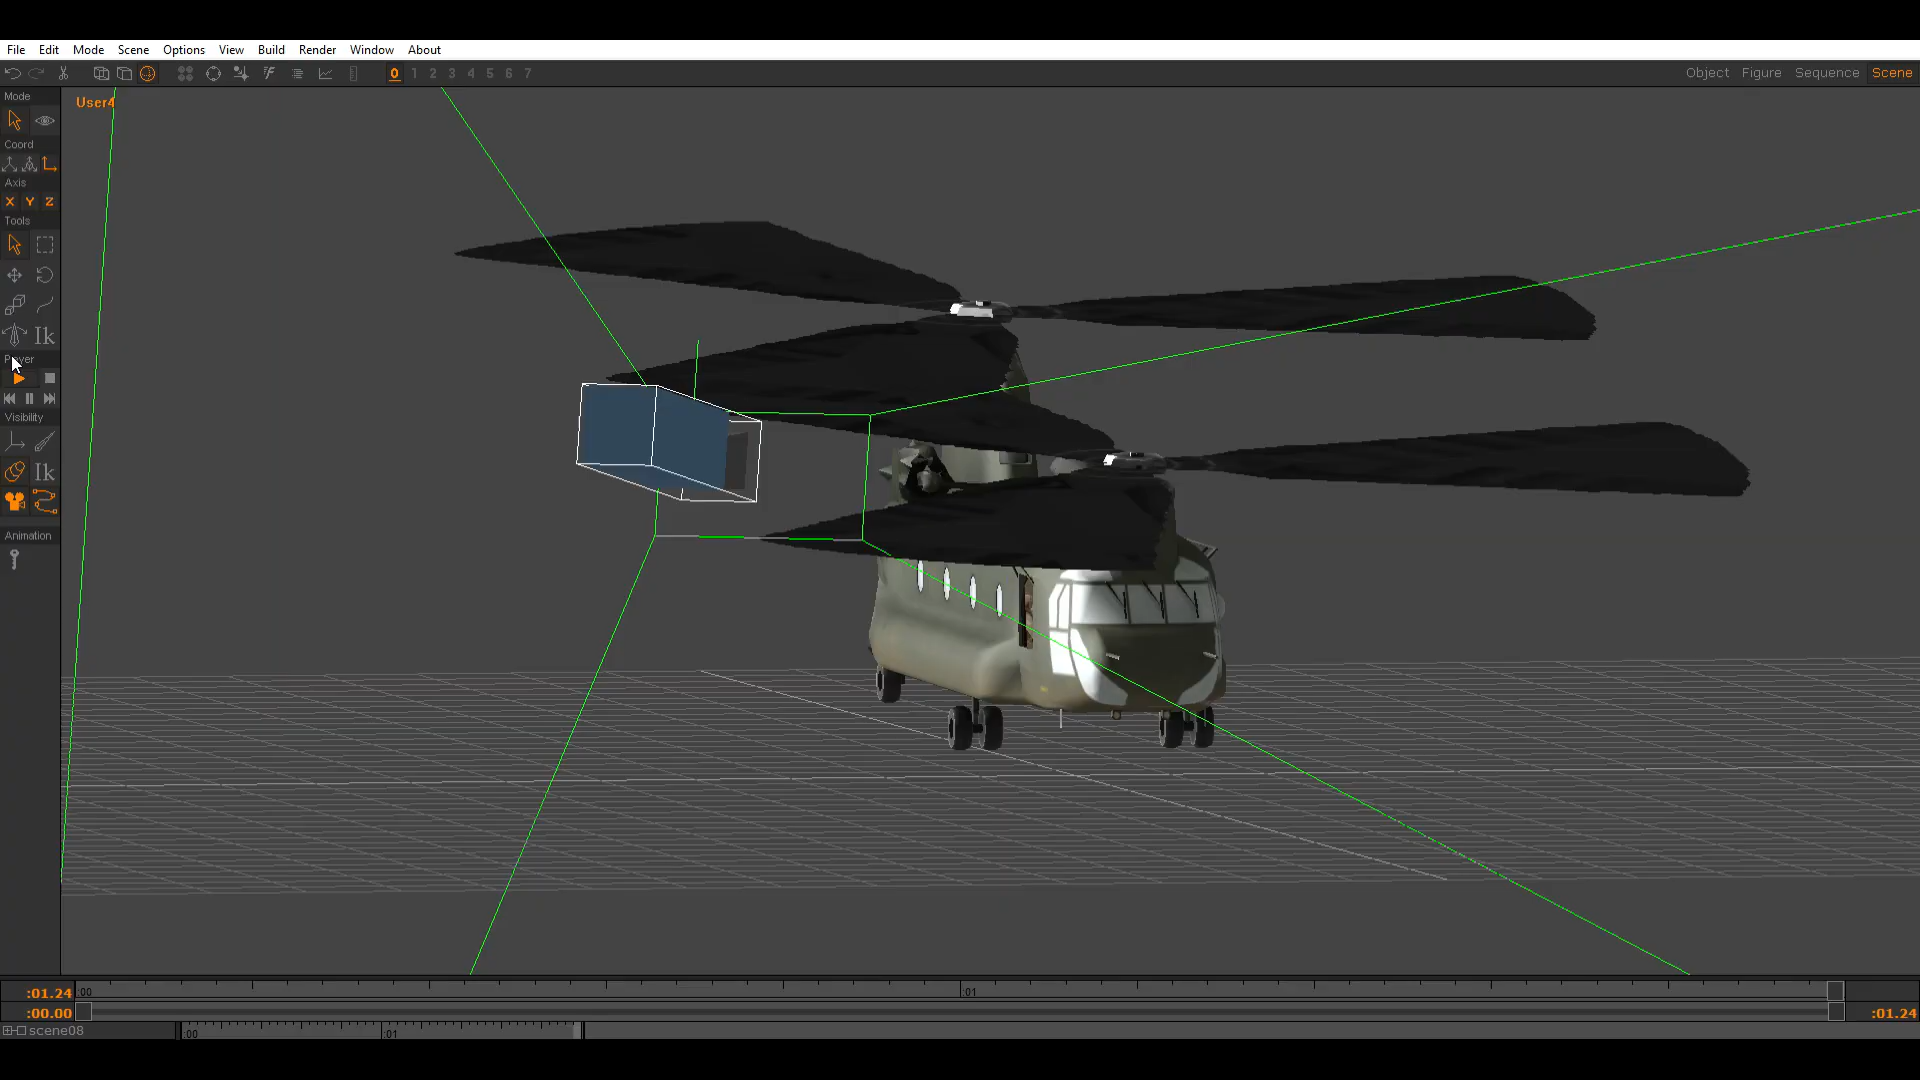 File Edit Mode Scene Options View Build Render Window About
0 1 2 3 4 5 6 7
Object Figure Sequence Scene
Mode
User4
Coord
Axis
X Y Z
Tools
Ik
Player
Visibility
Ik
Animation
:01.24 :00 :01
:00.00 :01.24
scene08 :00 :01